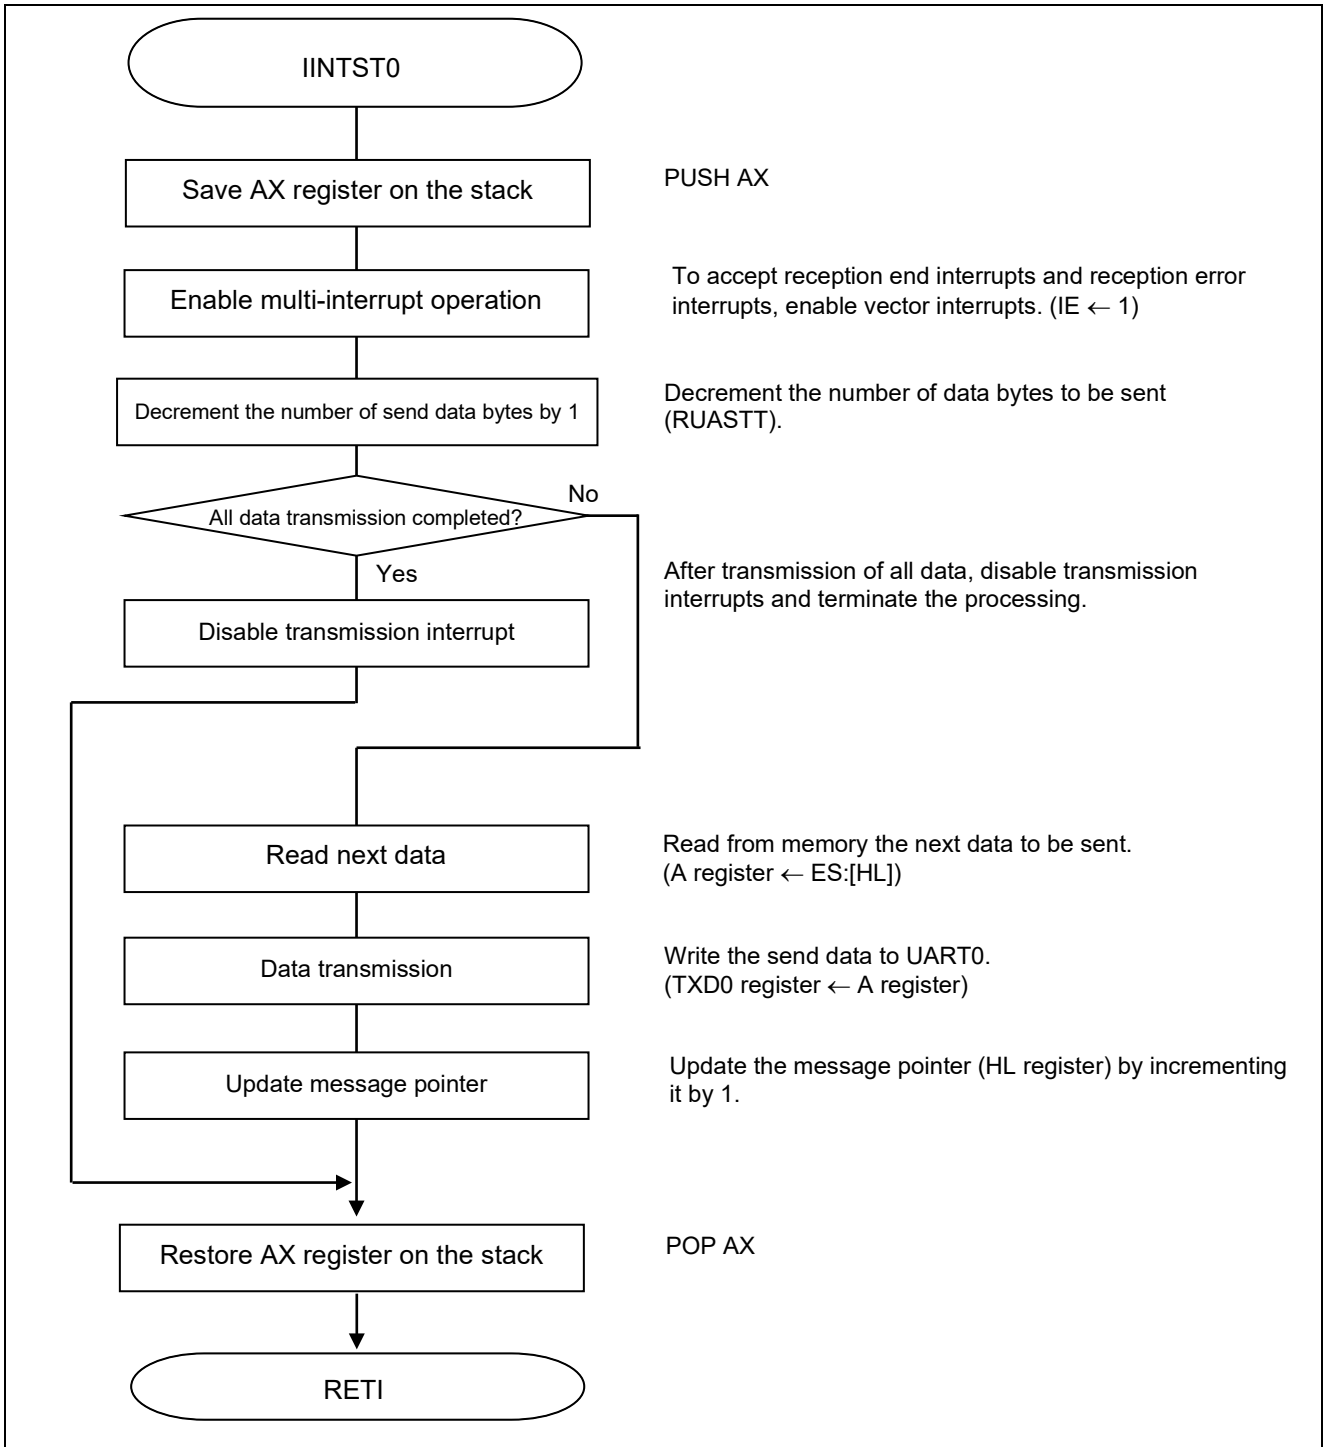 IINTST0
Save AX register on the stack
PUSH AX
Enable multi-interrupt operation
To accept reception end interrupts and reception error
interrupts, enable vector interrupts. (IE ← 1)
Decrement the number of send data bytes by 1
Decrement the number of data bytes to be sent
(RUASTT).
All data transmission completed?
No
Yes
After transmission of all data, disable transmission
interrupts and terminate the processing.
Disable transmission interrupt
Read next data
Read from memory the next data to be sent.
(A register ← ES:[HL])
Data transmission
Write the send data to UART0.
(TXD0 register ← A register)
Update message pointer
Update the message pointer (HL register) by incrementing
it by 1.
Restore AX register on the stack
POP AX
RETI